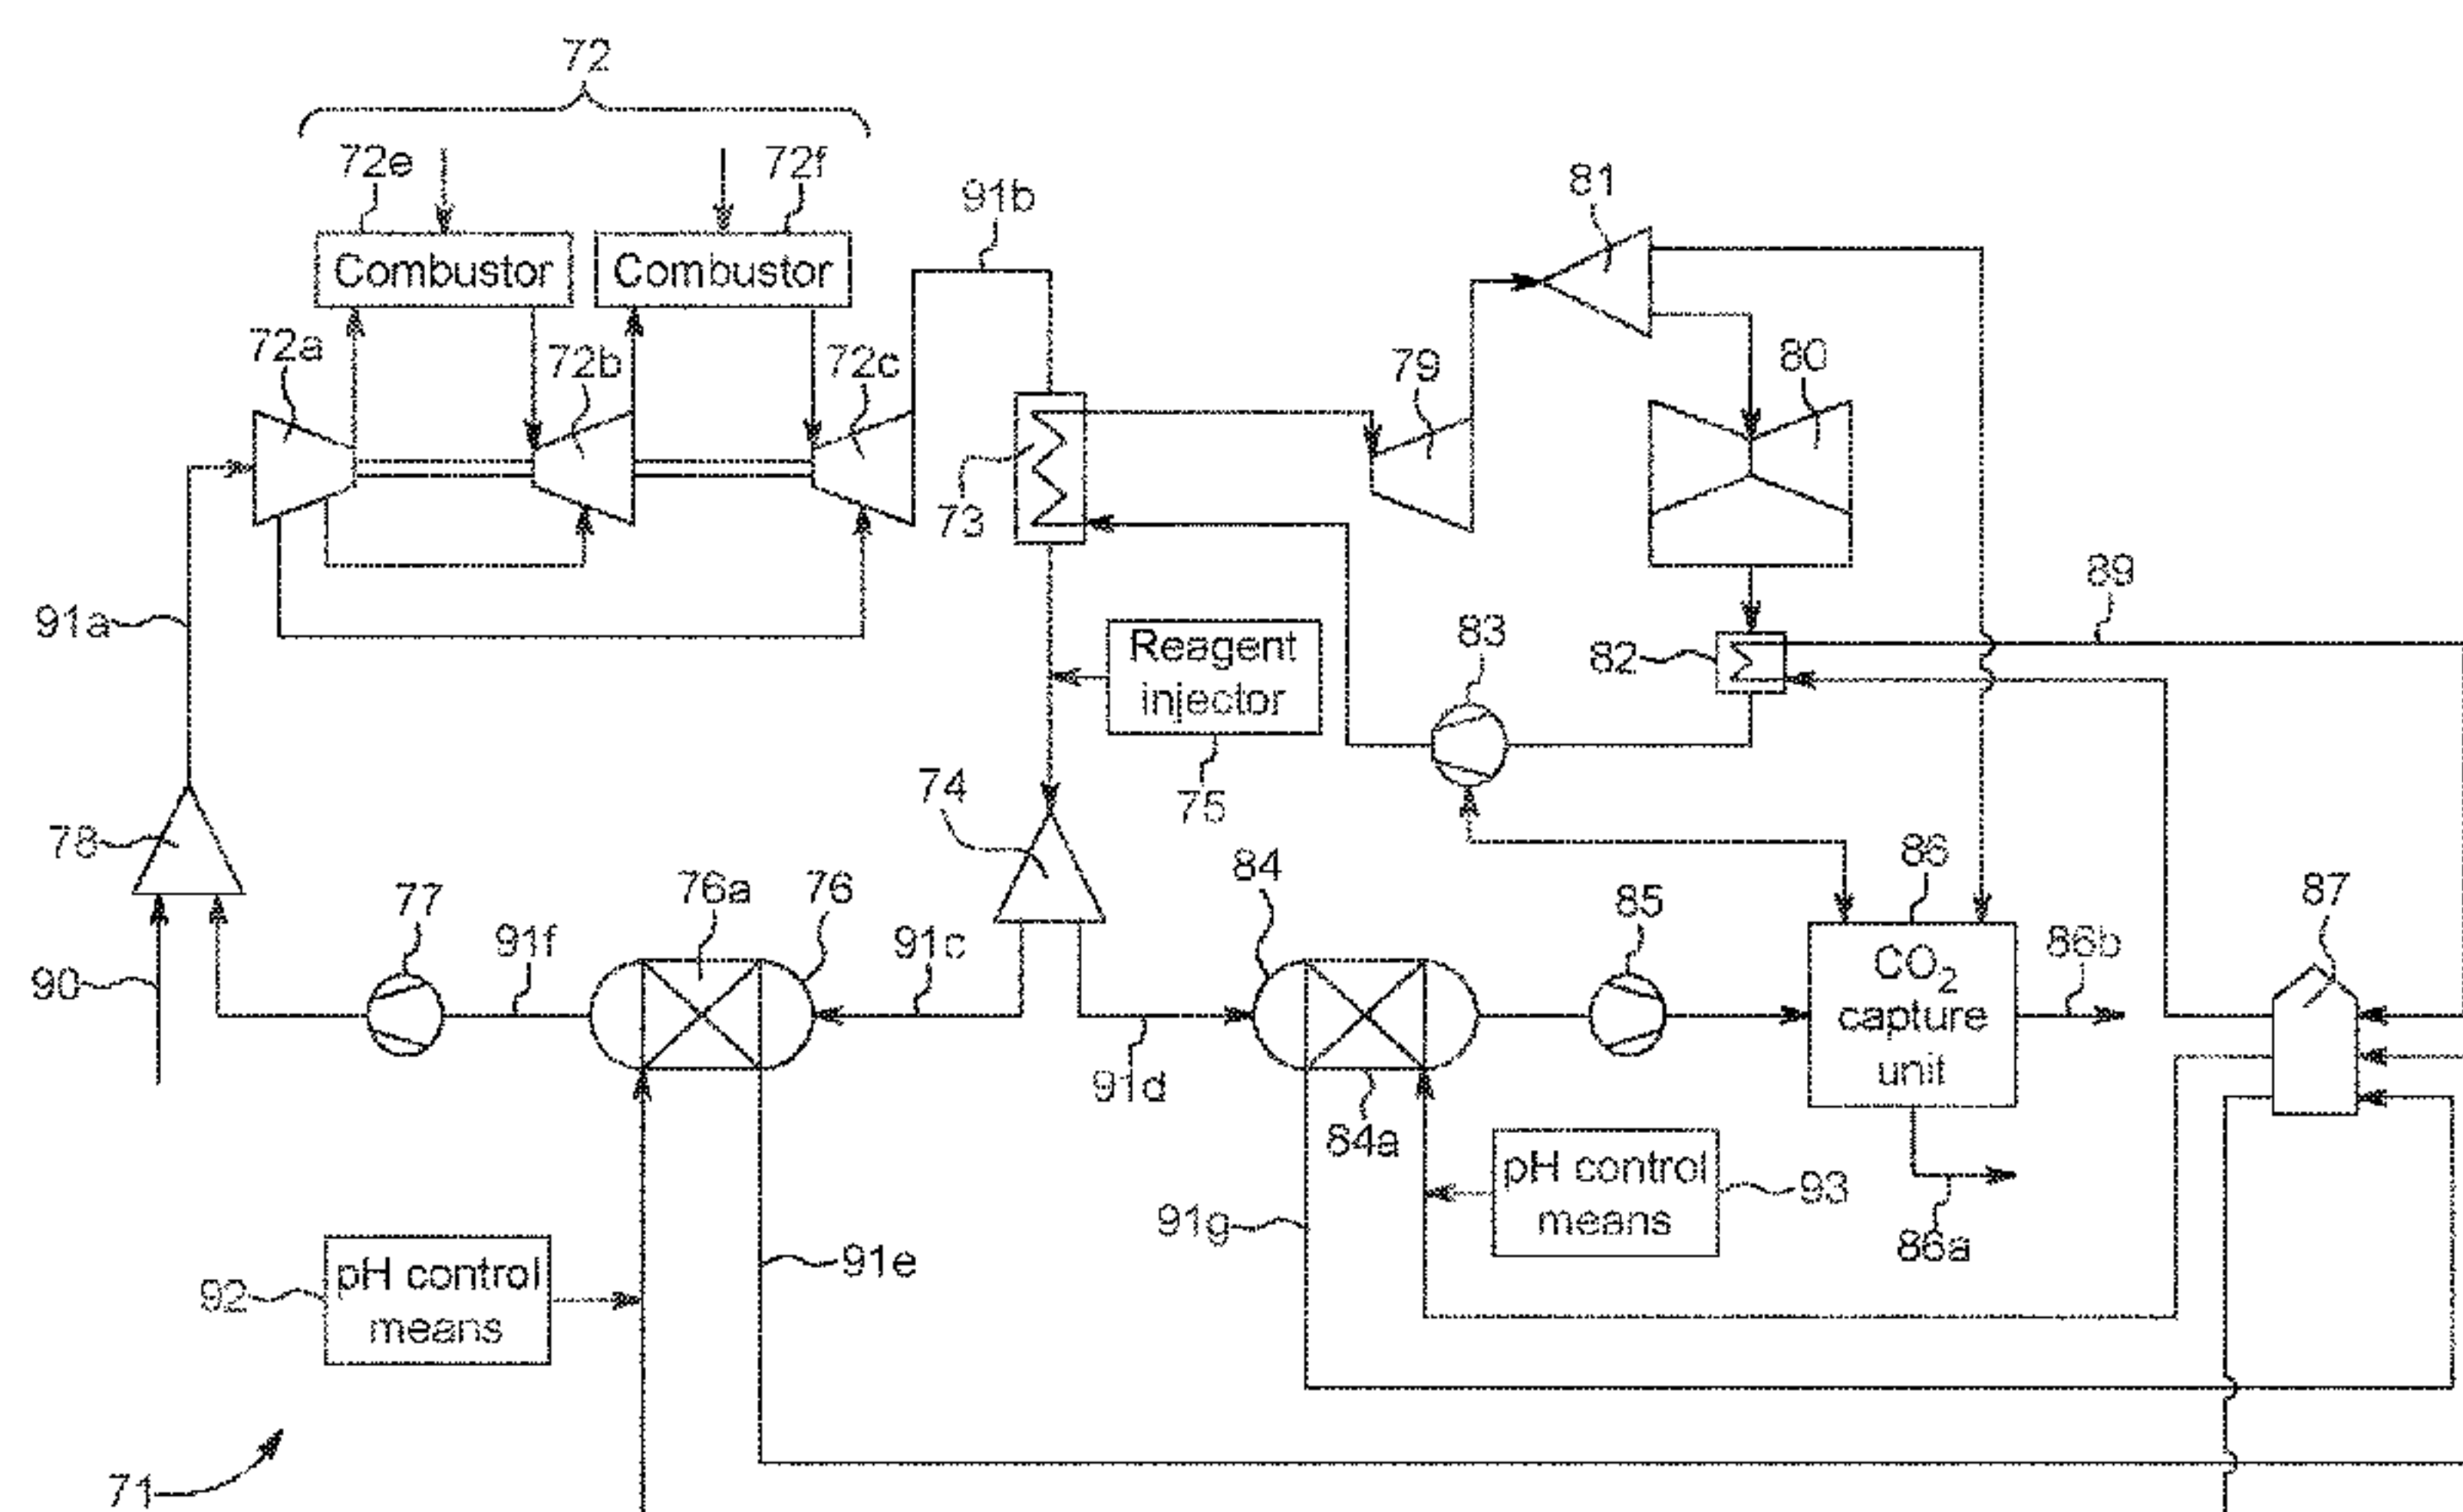 72
72e
72f
91b
81
Combustor
Combustor
72a
72b
72c
79
80
73
89
91a
Reagent
injector
83
82
75
74
78
77
91f
76a
76
91c
84
85
86
87
90
91d
84a
CO2
capture
unit
86b
pH control
means
93
91g
86a
91e
92
pH control
means
71